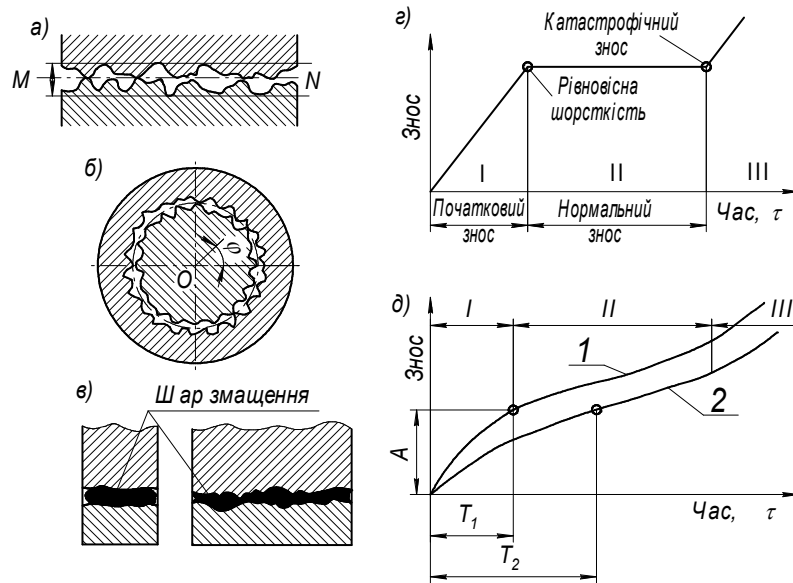 а)
M
N
б)
φ
O
в)
Шар змащення
г)
Катастрофічний
знос
Рівновісна
шорсткість
Знос
I
II
III
Початковий
знос
Нормальний
знос
Час, τ
д)
I
II
III
Знос
1
2
A
Час, τ
T1
T2